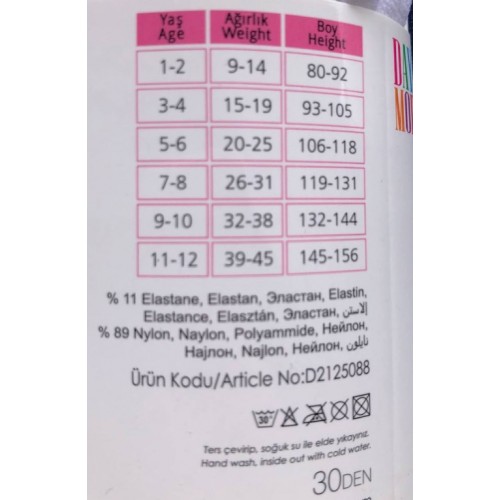 Yaş Ağırlık Boy
Age Weight Height
1-2 9-14 80-92
3-4 15-19 93-105
5-6 20-25 106-118
7-8 26-31 119-131
9-10 32-38 132-144
11-12 39-45 145-156
% 11 Elastane, Elastan, Эластан, Elastin,
Elastance, Elasztán, Эластан, إلاستن
% 89 Nylon, Naylon, Polyammide, Нейлон,
Најлон, Najlon, Нейлон, نايلون
Ürün Kodu/Article No:D2125088
30°
Ters çevirip, soğuk su ile elde yıkayınız.
Hand wash, inside out with cold water.
30DEN